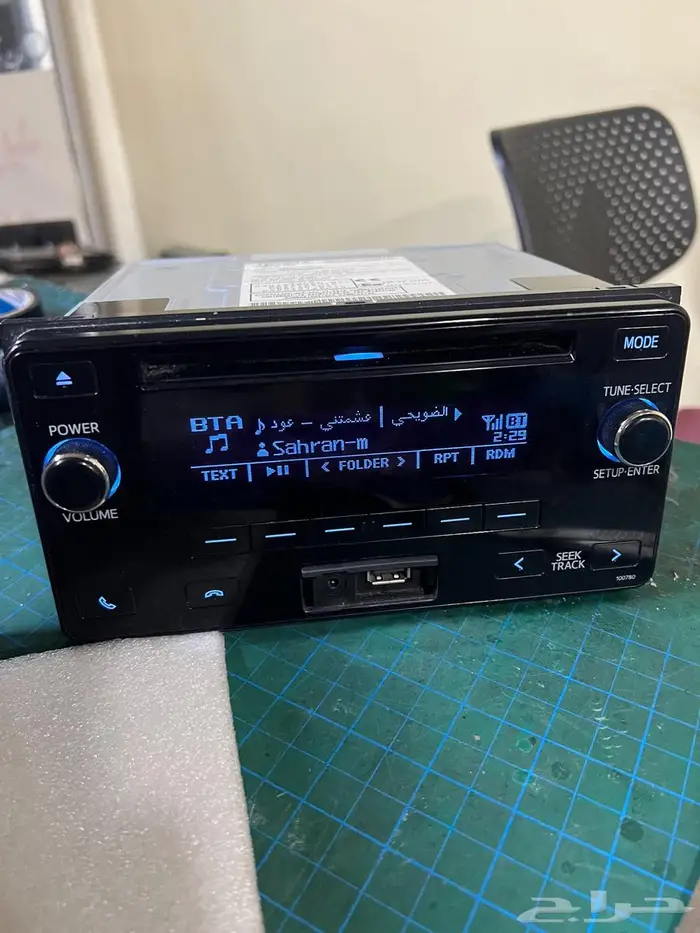 MODE
POWER
VOLUME
TUNE·SELECT
SETUP·ENTER
BTA ♪ عشمتني - عود | الضويحي
BT
Sahran-m
2:29
TEXT | ▶II | < FOLDER > | RPT | RDM
< SEEK TRACK >
100780
حراج